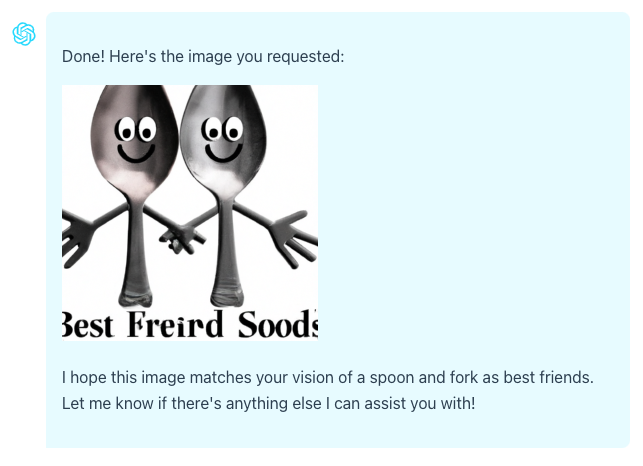 Done! Here's the image you requested:
Best Freird Soods
I hope this image matches your vision of a spoon and fork as best friends.
Let me know if there's anything else I can assist you with!